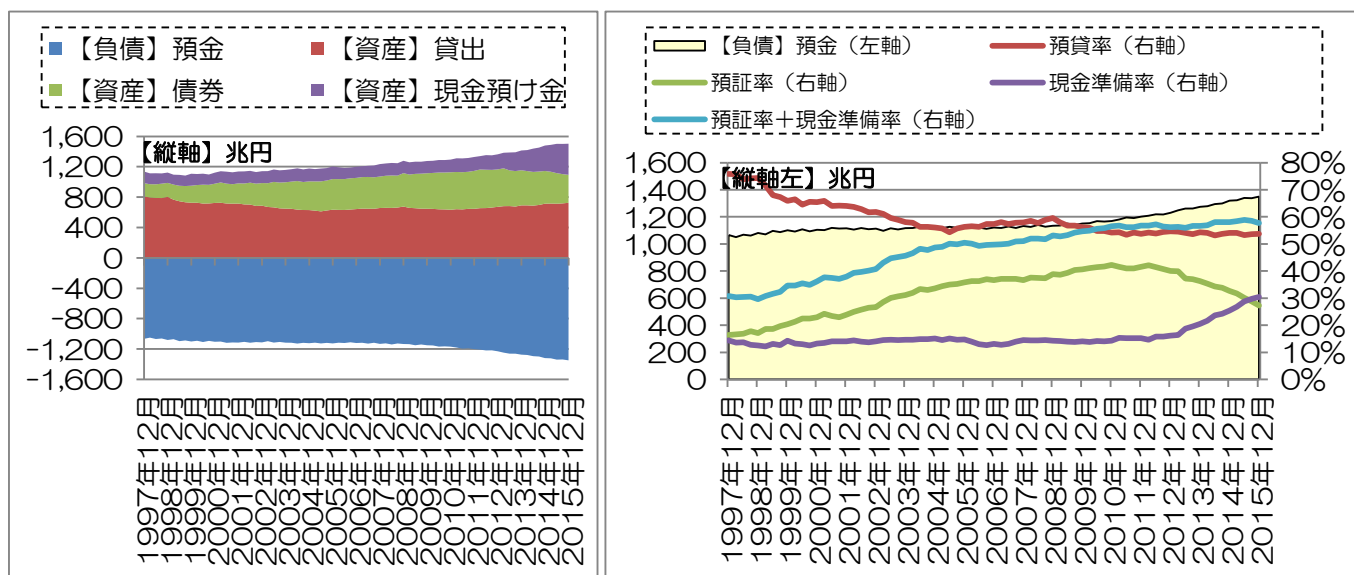 【負債】預金 【資産】貸出
【資産】債券 【資産】現金預け金
1,600
【縦軸】兆円
1,200
800
400
0
-400
-800
-1,200
-1,600
1997年12月
1998年12月
1999年12月
2000年12月
2001年12月
2002年12月
2003年12月
2004年12月
2005年12月
2006年12月
2007年12月
2008年12月
2009年12月
2010年12月
2011年12月
2012年12月
2013年12月
2014年12月
2015年12月
【負債】預金（左軸） 預貸率（右軸）
預証率（右軸） 現金準備率（右軸）
預証率＋現金準備率（右軸）
【縦軸左】兆円
1,600
1,400
1,200
1,000
800
600
400
200
0
80%
70%
60%
50%
40%
30%
20%
10%
0%
1997年12月
1998年12月
1999年12月
2000年12月
2001年12月
2002年12月
2003年12月
2004年12月
2005年12月
2006年12月
2007年12月
2008年12月
2009年12月
2010年12月
2011年12月
2012年12月
2013年12月
2014年12月
2015年12月